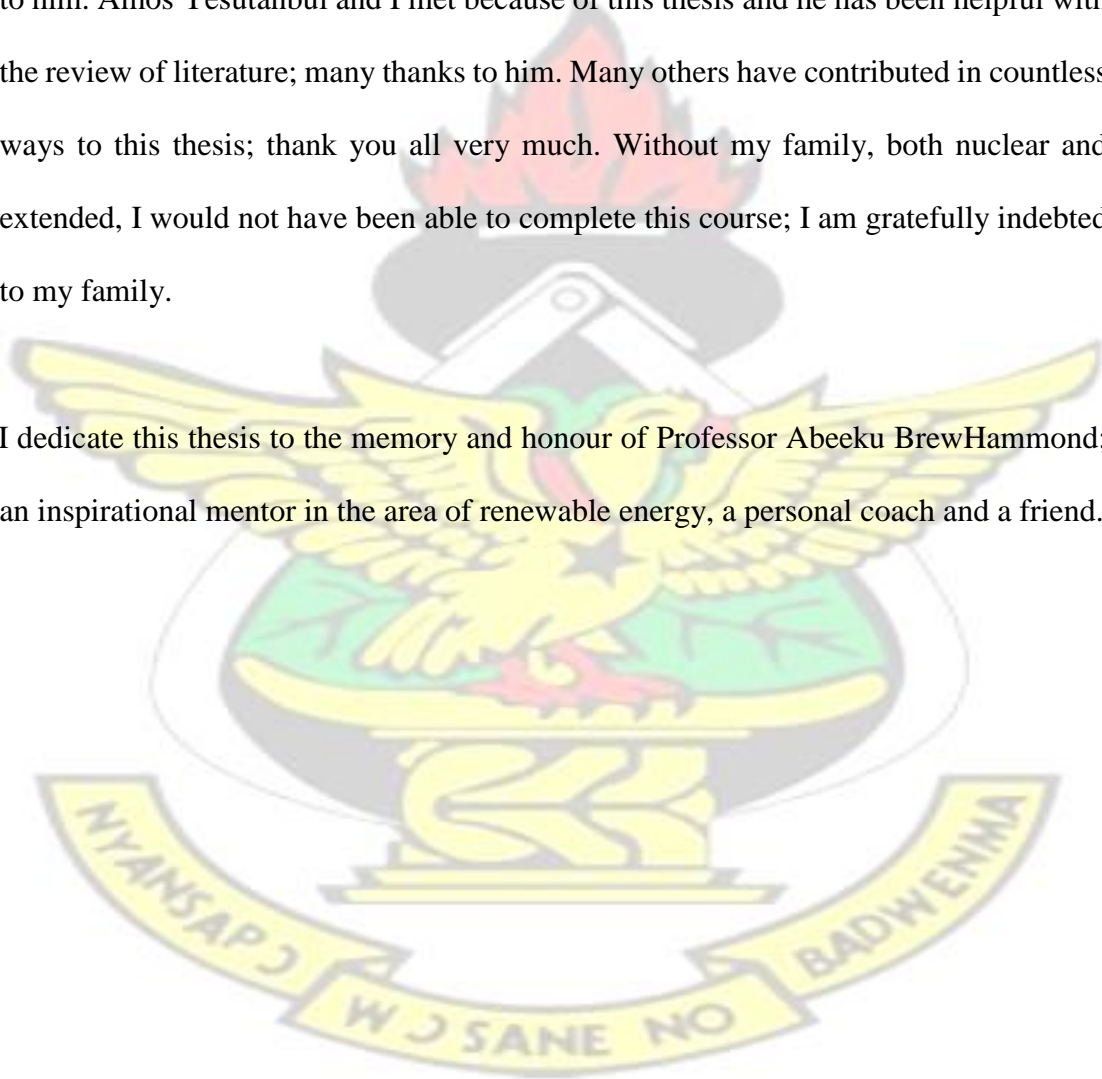 to him. Amos Yesutanbul and I met because of this thesis and he has been helpful with
the review of literature; many thanks to him. Many others have contributed in countless
ways to this thesis; thank you all very much. Without my family, both nuclear and
extended, I would not have been able to complete this course; I am gratefully indebted
to my family.
I dedicate this thesis to the memory and honour of Professor Abeeku BrewHammond;
an inspirational mentor in the area of renewable energy, a personal coach and a friend.
NYANSAPƆ
WƆSANE NO
BADWENMA